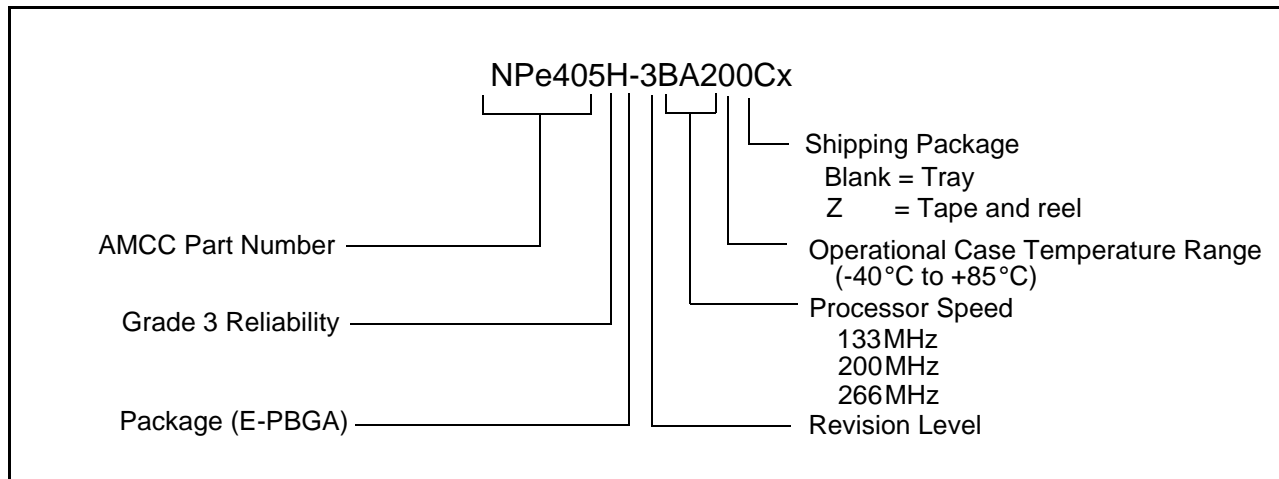 NPe405H-3BA200Cx
Shipping Package
Blank = Tray
Z = Tape and reel
AMCC Part Number
Operational Case Temperature Range
(-40°C to +85°C)
Processor Speed
Grade 3 Reliability
133MHz
200MHz
266MHz
Package (E-PBGA)
Revision Level